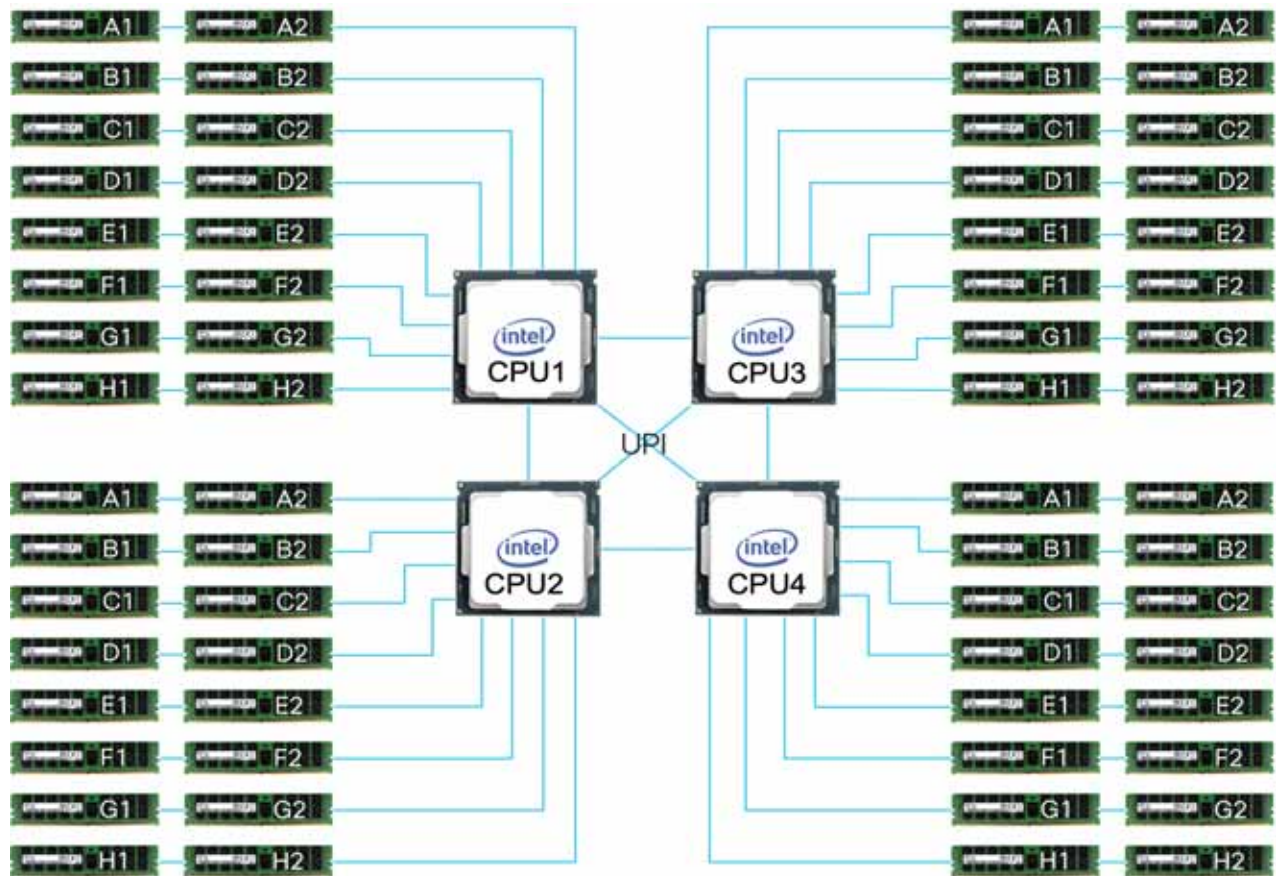 A1 A2 A1 A2
B1 B2 B1 B2
C1 C2 C1 C2
D1 D2 D1 D2
E1 E2 E1 E2
F1 F2 F1 F2
G1 G2 G1 G2
H1 H2 H1 H2
intel intel
CPU1 CPU3
UPI
intel intel
CPU2 CPU4
A1 A2 A1 A2
B1 B2 B1 B2
C1 C2 C1 C2
D1 D2 D1 D2
E1 E2 E1 E2
F1 F2 F1 F2
G1 G2 G1 G2
H1 H2 H1 H2